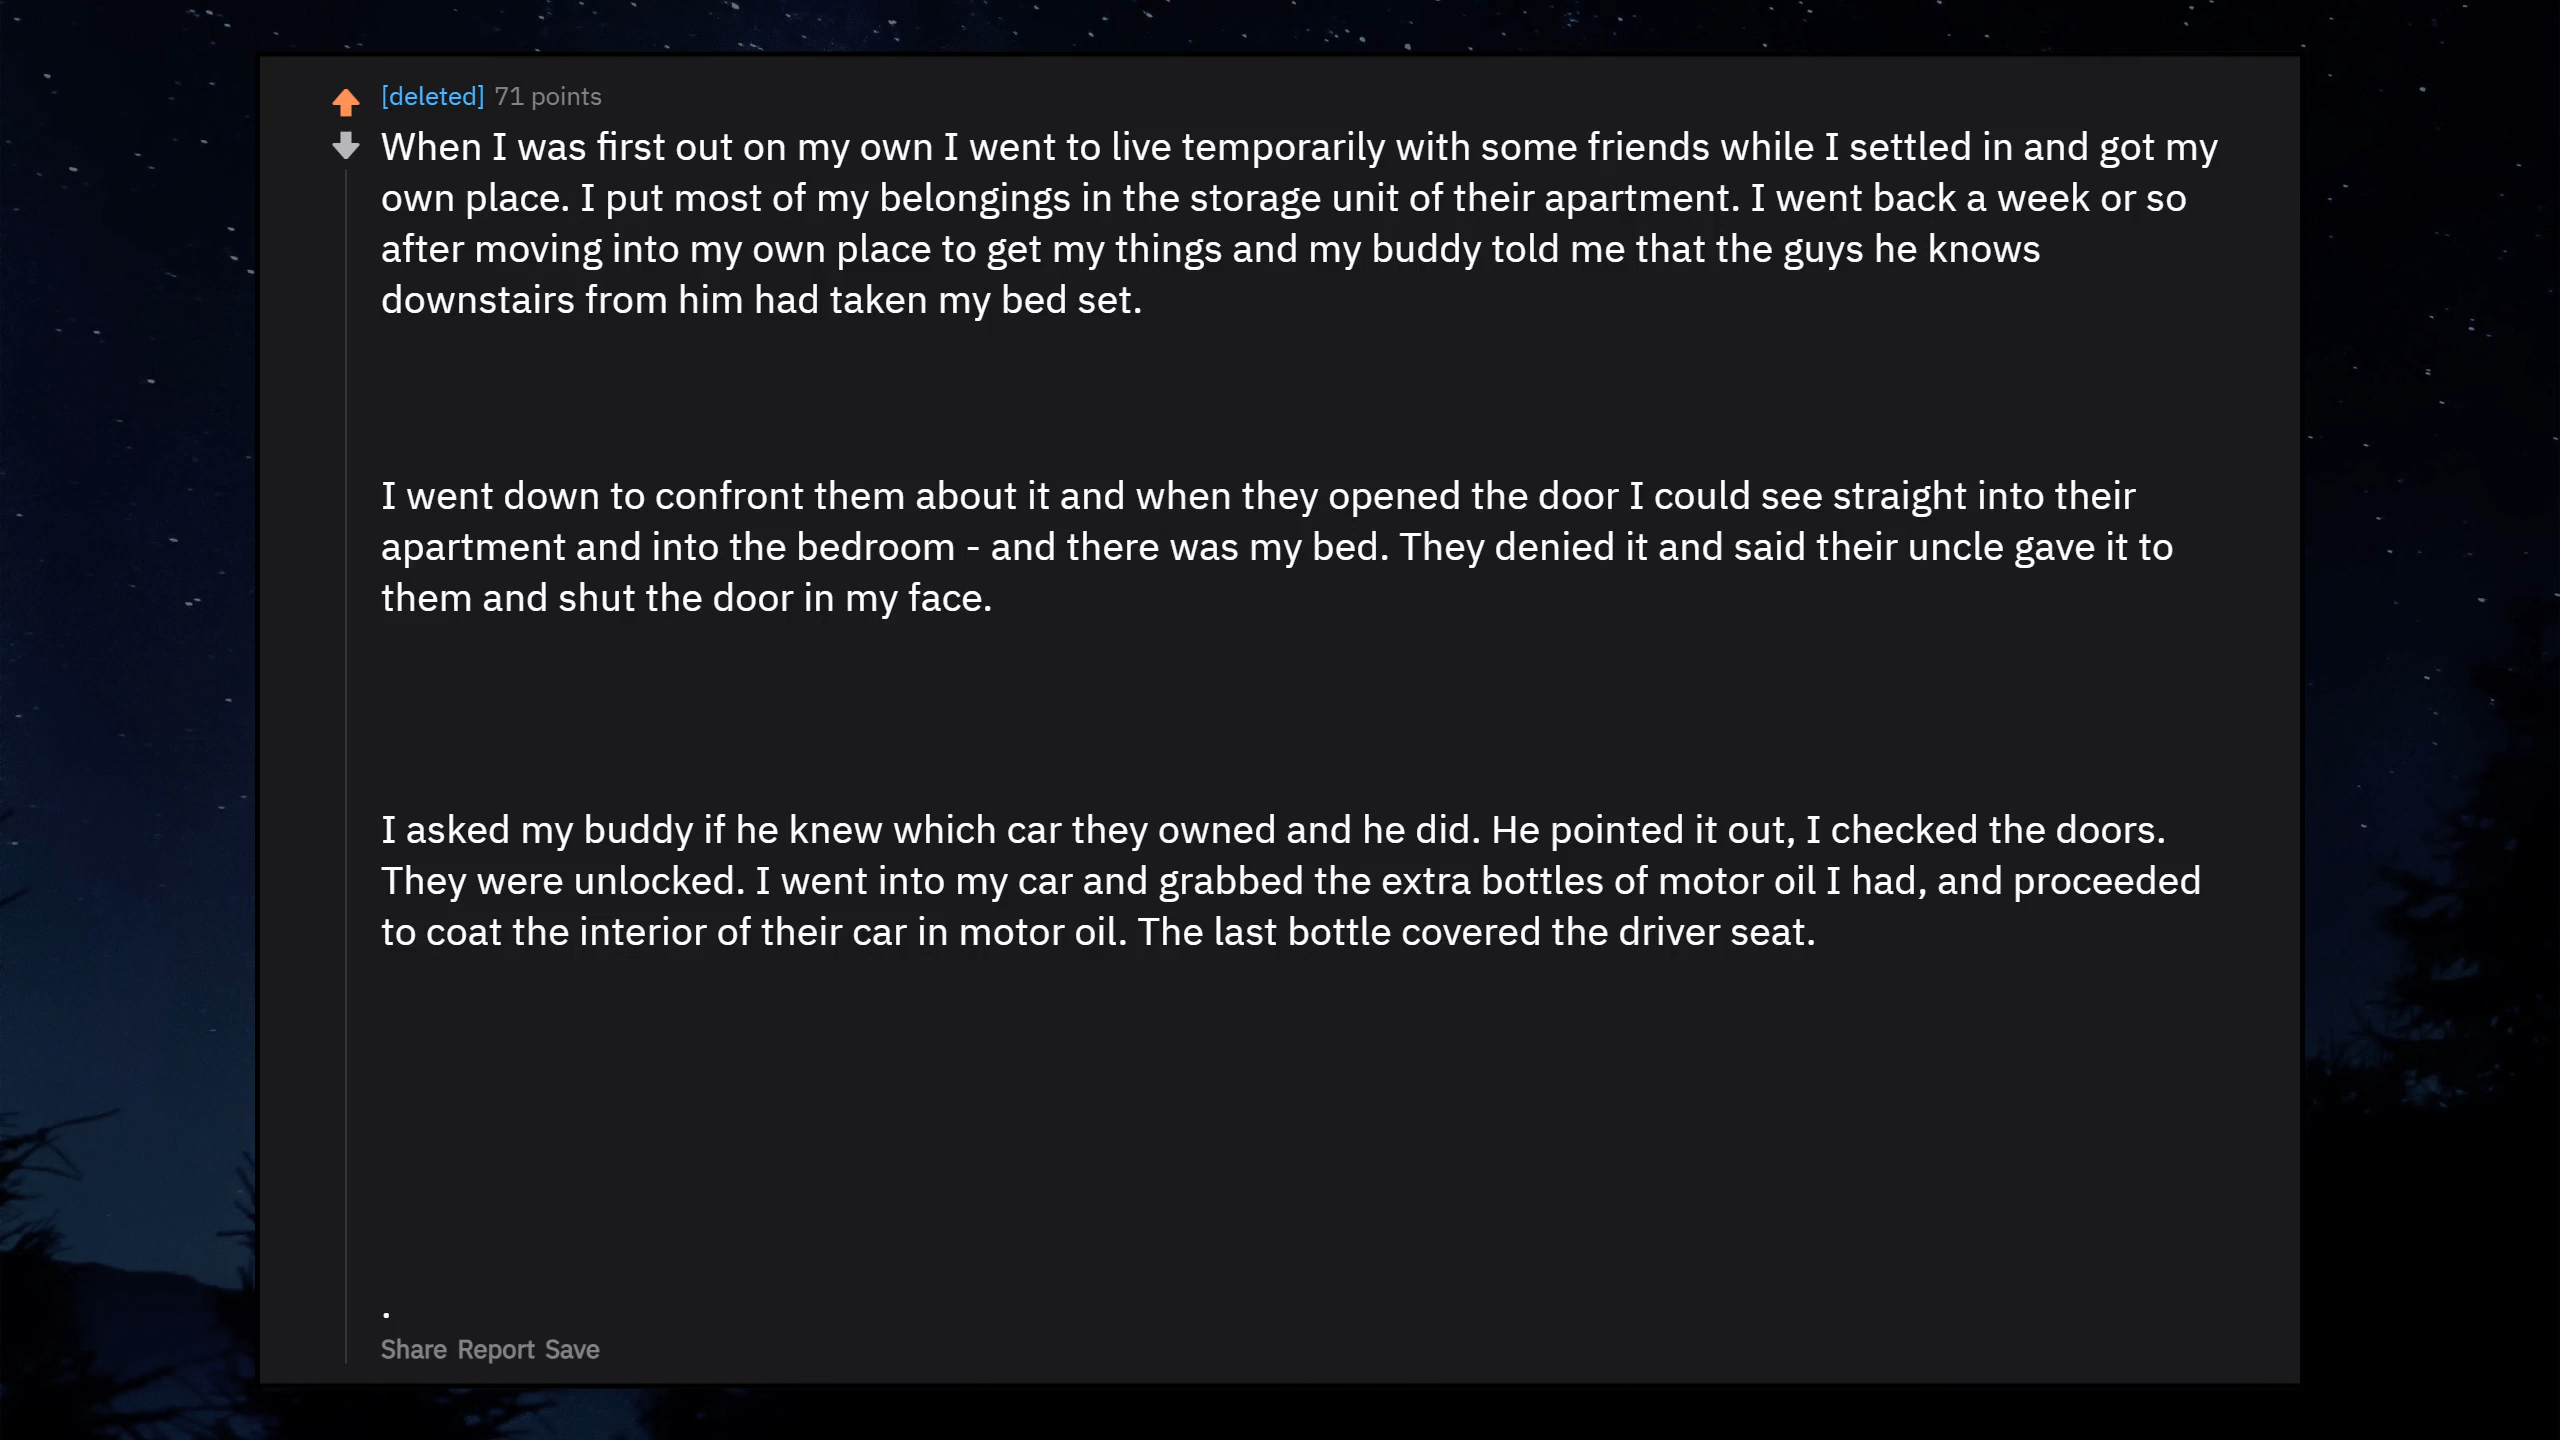 [deleted] 71 points
When I was first out on my own I went to live temporarily with some friends while I settled in and got my
own place. I put most of my belongings in the storage unit of their apartment. I went back a week or so
after moving into my own place to get my things and my buddy told me that the guys he knows
downstairs from him had taken my bed set.
I went down to confront them about it and when they opened the door I could see straight into their
apartment and into the bedroom - and there was my bed. They denied it and said their uncle gave it to
them and shut the door in my face.
I asked my buddy if he knew which car they owned and he did. He pointed it out, I checked the doors.
They were unlocked. I went into my car and grabbed the extra bottles of motor oil I had, and proceeded
to coat the interior of their car in motor oil. The last bottle covered the driver seat.
.
Share Report Save